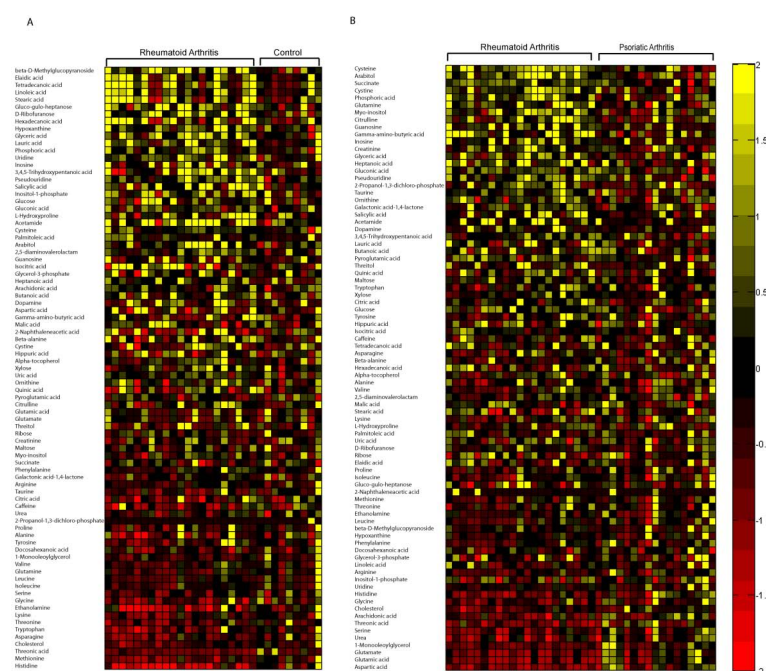 A
B
Rheumatoid Arthritis
Control
Rheumatoid Arthritis
Psoriatic Arthritis
beta-D-Methylglucopyranoside
Elaidic acid
Tetradecanoic acid
Linoleic acid
Stearic acid
Gluco-gulo-heptanose
D-Ribofuranose
Hexadecanoic acid
Hypoxanthine
Glyceric acid
Lauric acid
Phosphoric acid
Uridine
Inosine
3,4,5-Trihydroxypentanoic acid
Pseudouridine
Salicylic acid
Inositol-1-phosphate
Glucose
Gluconic acid
L-Hydroxyproline
Acetamide
Cysteine
Palmitoleic acid
Arabitol
2,5-diaminovalerolactam
Guanosine
Isocitric acid
Glycerol-3-phosphate
Heptanoic acid
Arachidonic acid
Butanoic acid
Dopamine
Aspartic acid
Gamma-amino-butyric acid
Malic acid
2-Naphthaleneacetic acid
Beta-alanine
Cystine
Hippuric acid
Alpha-tocopherol
Xylose
Uric acid
Ornithine
Quinic acid
Pyroglutamic acid
Citrulline
Glutamic acid
Glutamate
Threitol
Ribose
Creatinine
Maltose
Myo-inositol
Succinate
Phenylalanine
Galactonic acid-1,4-lactone
Arginine
Taurine
Citric acid
Caffeine
Urea
2-Propanol-1,3-dichloro-phosphate
Proline
Alanine
Tyrosine
Docosahexanoic acid
1-Monooleoylglycerol
Valine
Glutamine
Leucine
Isoleucine
Serine
Glycine
Ethanolamine
Lysine
Threonine
Tryptophan
Asparagine
Cholesterol
Threonic acid
Methionine
Histidine
Cysteine
Arabitol
Succinate
Cystine
Phosphoric acid
Glutamine
Myo-inositol
Citrulline
Guanosine
Gamma-amino-butyric acid
Inosine
Creatinine
Glyceric acid
Heptanoic acid
Gluconic acid
Pseudouridine
2-Propanol-1,3-dichloro-phosphate
Taurine
Ornithine
Galactonic acid-1,4-lactone
Salicylic acid
Acetamide
Dopamine
3,4,5-Trihydroxypentanoic acid
Lauric acid
Butanoic acid
Pyroglutamic acid
Threitol
Quinic acid
Maltose
Tryptophan
Xylose
Citric acid
Glucose
Tyrosine
Hippuric acid
Isocitric acid
Caffeine
Tetradecanoic acid
Asparagine
Beta-alanine
Hexadecanoic acid
Alpha-tocopherol
Alanine
Valine
2,5-diaminovalerolactam
Malic acid
Stearic acid
Lysine
L-Hydroxyproline
Palmitoleic acid
Uric acid
D-Ribofuranose
Ribose
Elaidic acid
Proline
Isoleucine
Gluco-gulo-heptanose
2-Naphthaleneacetic acid
Methionine
Threonine
Ethanolamine
Leucine
beta-D-Methylglucopyranoside
Hypoxanthine
Phenylalanine
Docosahexanoic acid
Glycerol-3-phosphate
Linoleic acid
Arginine
Inositol-1-phosphate
Uridine
Histidine
Glycine
Cholesterol
Arachidonic acid
Threonic acid
Serine
Urea
1-Monooleoylglycerol
Glutamate
Glutamic acid
Aspartic acid
2
1.5
1
0.5
0